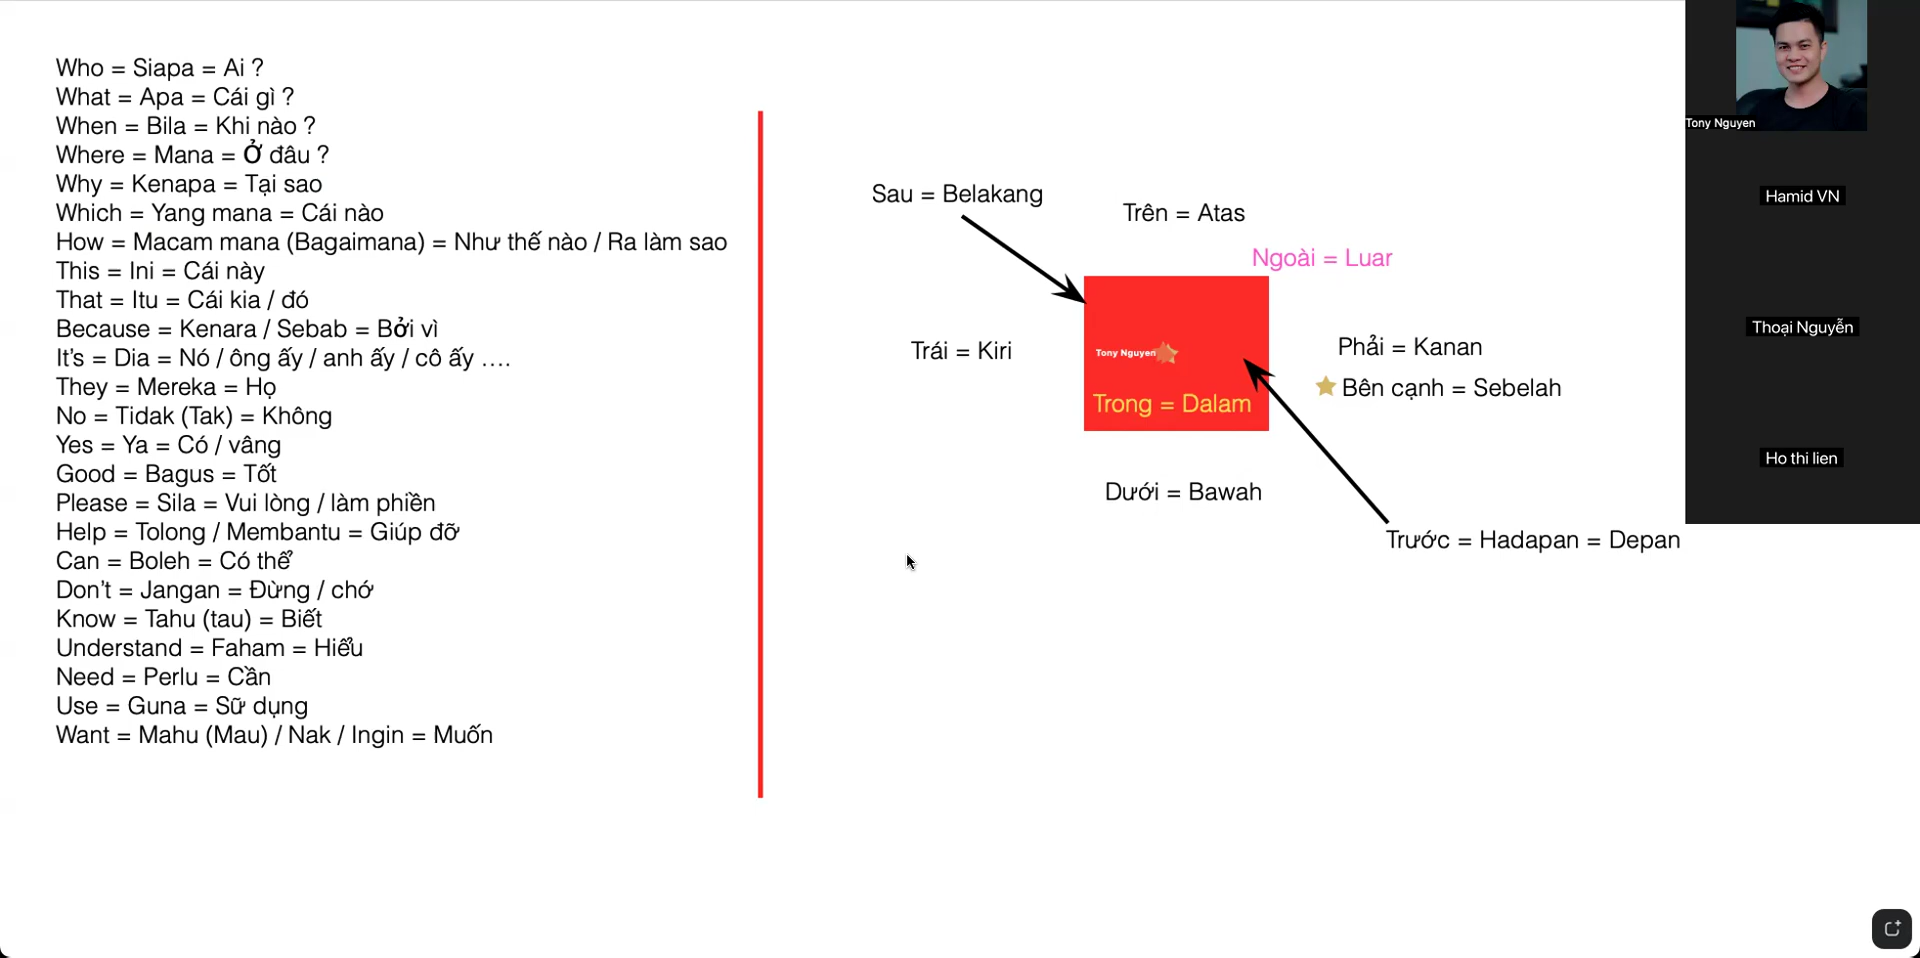 Who = Siapa = Ai ?
What = Apa = Cái gì ?
When = Bila = Khi nào ?
Where = Mana = Ở đâu ?
Why = Kenapa = Tại sao
Which = Yang mana = Cái nào
How = Macam mana (Bagaimana) = Như thế nào / Ra làm sao
This = Ini = Cái này
That = Itu = Cái kia / đó
Because = Kenara / Sebab = Bởi vì
It’s = Dia = Nó / ông ấy / anh ấy / cô ấy ….
They = Mereka = Họ
No = Tidak (Tak) = Không
Yes = Ya = Có / vâng
Good = Bagus = Tốt
Please = Sila = Vui lòng / làm phiền
Help = Tolong / Membantu = Giúp đỡ
Can = Boleh = Có thể
Don’t = Jangan = Đừng / chớ
Know = Tahu (tau) = Biết
Understand = Faham = Hiểu
Need = Perlu = Cần
Use = Guna = Sữ dụng
Want = Mahu (Mau) / Nak / Ingin = Muốn
Sau = Belakang
Trên = Atas
Ngoài = Luar
Trái = Kiri
Tony Nguyen
Trong = Dalam
Phải = Kanan
Bên cạnh = Sebelah
Dưới = Bawah
Trước = Hadapan = Depan
Tony Nguyen
Hamid VN
Thoại Nguyễn
Ho thi lien